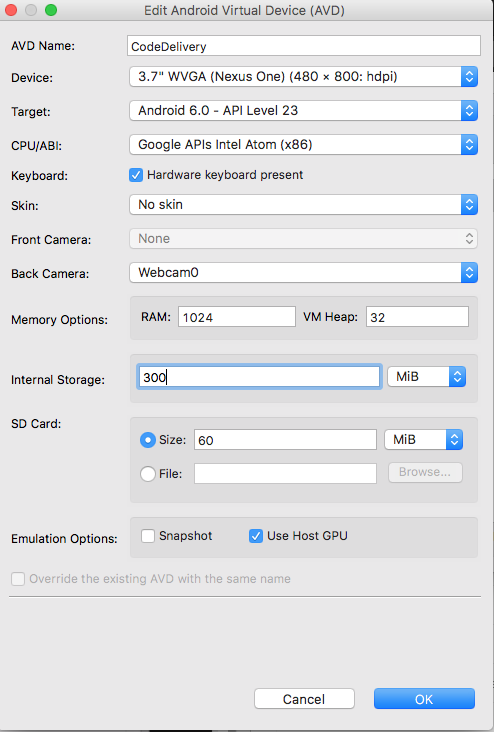 Edit Android Virtual Device (AVD)
AVD Name: CodeDelivery
Device: 3.7" WVGA (Nexus One) (480 × 800: hdpi)
Target: Android 6.0 - API Level 23
CPU/ABI: Google APIs Intel Atom (x86)
Keyboard: Hardware keyboard present
Skin: No skin
Front Camera: None
Back Camera: Webcam0
Memory Options: RAM: 1024 VM Heap: 32
Internal Storage: 300 MiB
SD Card:
Size: 60 MiB
File: Browse...
Emulation Options: Snapshot Use Host GPU
Override the existing AVD with the same name
Cancel OK